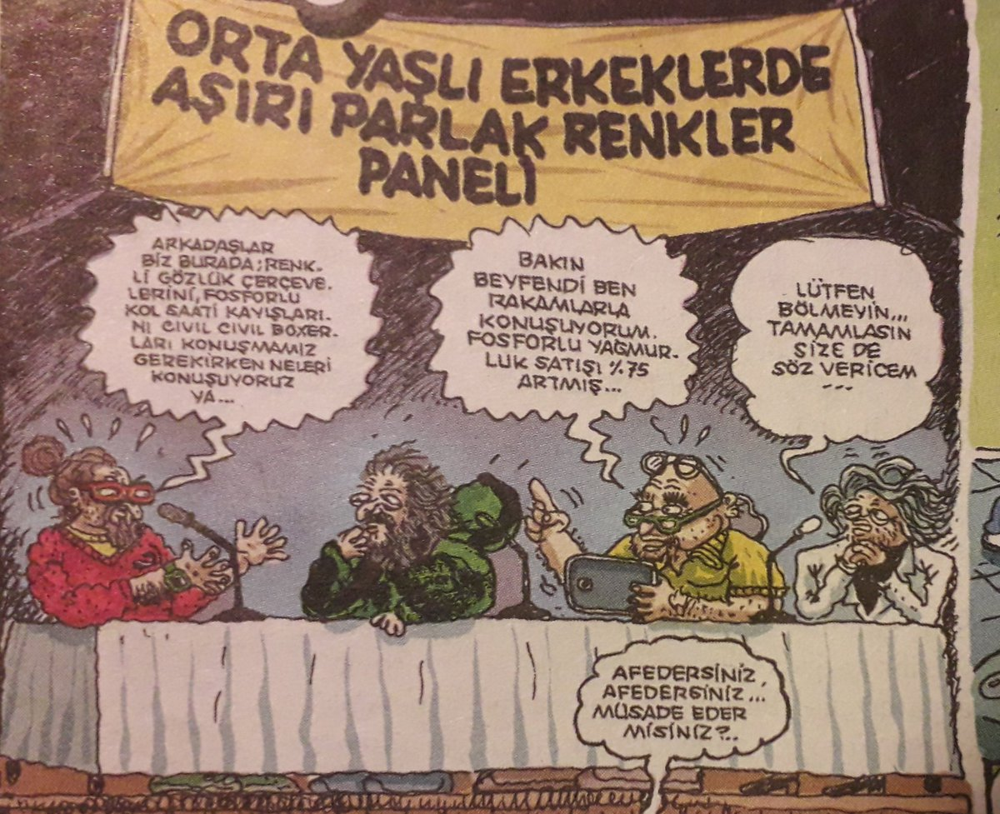 ORTA YAŞLI ERKEKLERDE
AŞIRI PARLAK RENKLER
PANELİ
ARKADAŞLAR
BİZ BURADA; RENK-
Lİ GÖZLÜK ÇERÇEVE-
LERİNİ, FOSFORLU
KOL SAATİ KAYIŞLARI-
NI CIVIL CIVIL BOXER-
LARI KONUŞMAMIZ
GEREKİRKEN NELERİ
KONUŞUYORUZ
YA...
BAKIN
BEYFENDİ BEN
RAKAMLARLA
KONUŞUYORUM.
FOSFORLU YAĞMUR-
LUK SATIŞI %75
ARTMIŞ...
LÜTFEN
BÖLMEYİN...
TAMAMLASIN
SİZE DE
SÖZ VERİCEM
...
AFEDERSİNİZ,
AFEDERSİNİZ...
MÜSADE EDER
MİSİNİZ?..